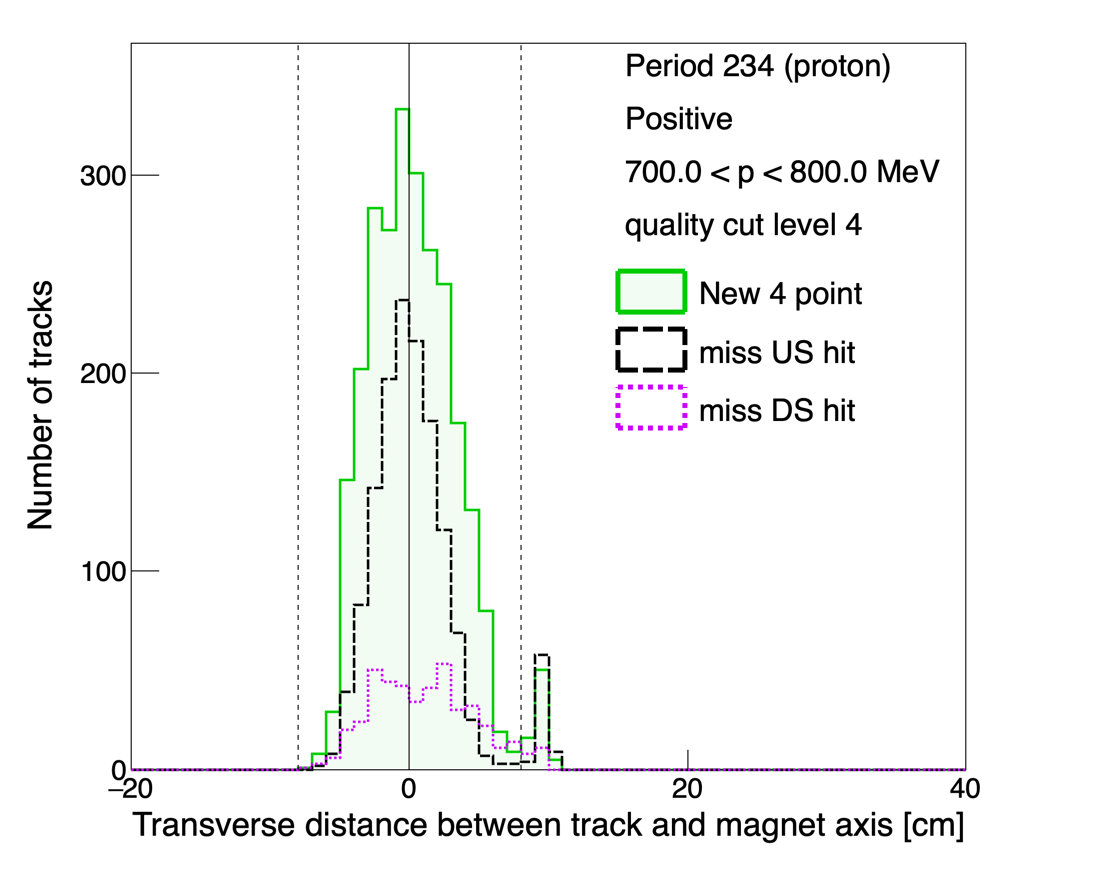 Period 234 (proton)
Positive
700.0 < p < 800.0 MeV
quality cut level 4
New 4 point
miss US hit
miss DS hit
Number of tracks
300
200
100
0
−20
0
20
40
Transverse distance between track and magnet axis [cm]